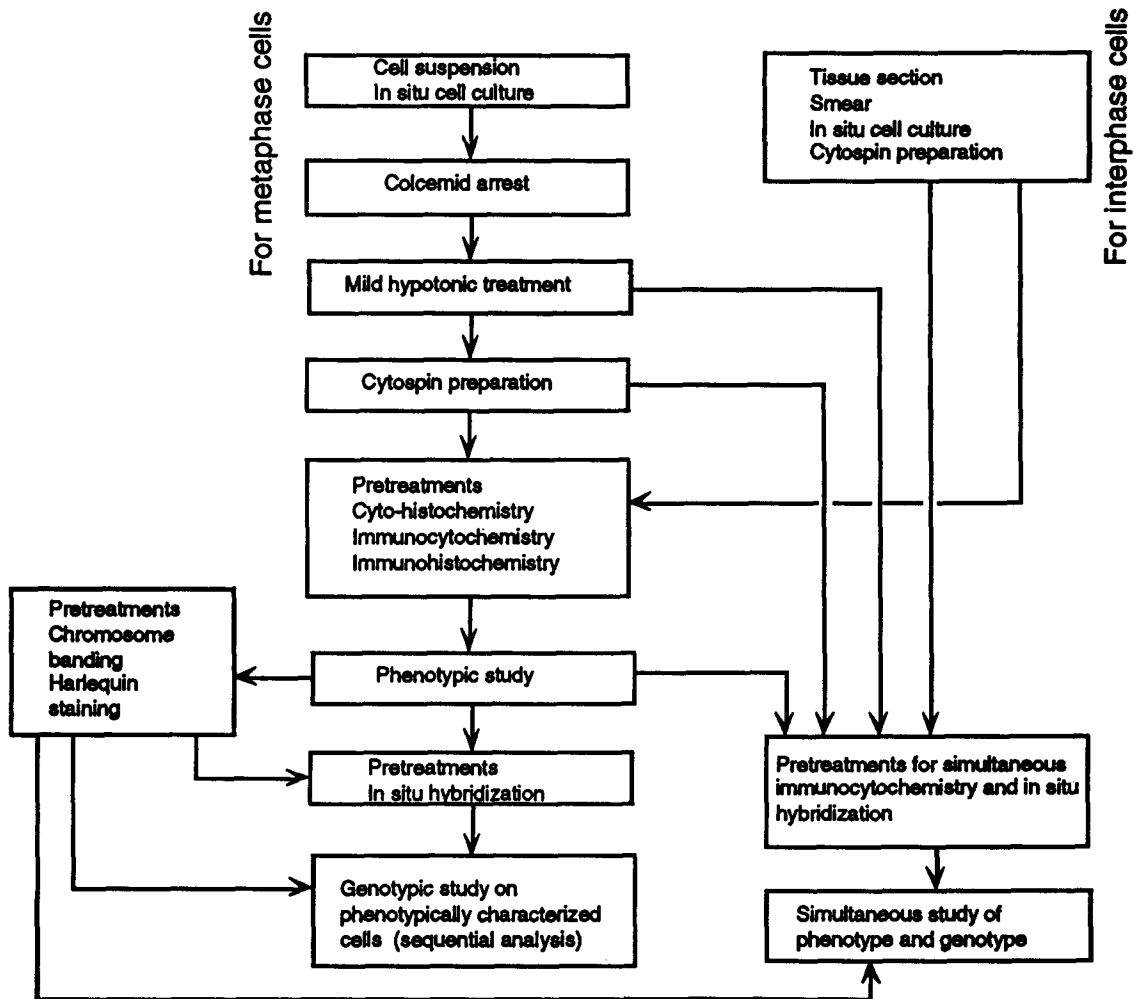 For metaphase cells
Cell suspension
In situ cell culture
Colcemid arrest
Mild hypotonic treatment
Cytospin preparation
Pretreatments
Cyto-histochemistry
Immunocytochemistry
Immunohistochemistry
Phenotypic study
Pretreatments
Chromosome
banding
Harlequin
staining
Pretreatments
In situ hybridization
Genotypic study on
phenotypically characterized
cells (sequential analysis)
For interphase cells
Tissue section
Smear
In situ cell culture
Cytospin preparation
Pretreatments for simultaneous
immunocytochemistry and in situ
hybridization
Simultaneous study of
phenotype and genotype